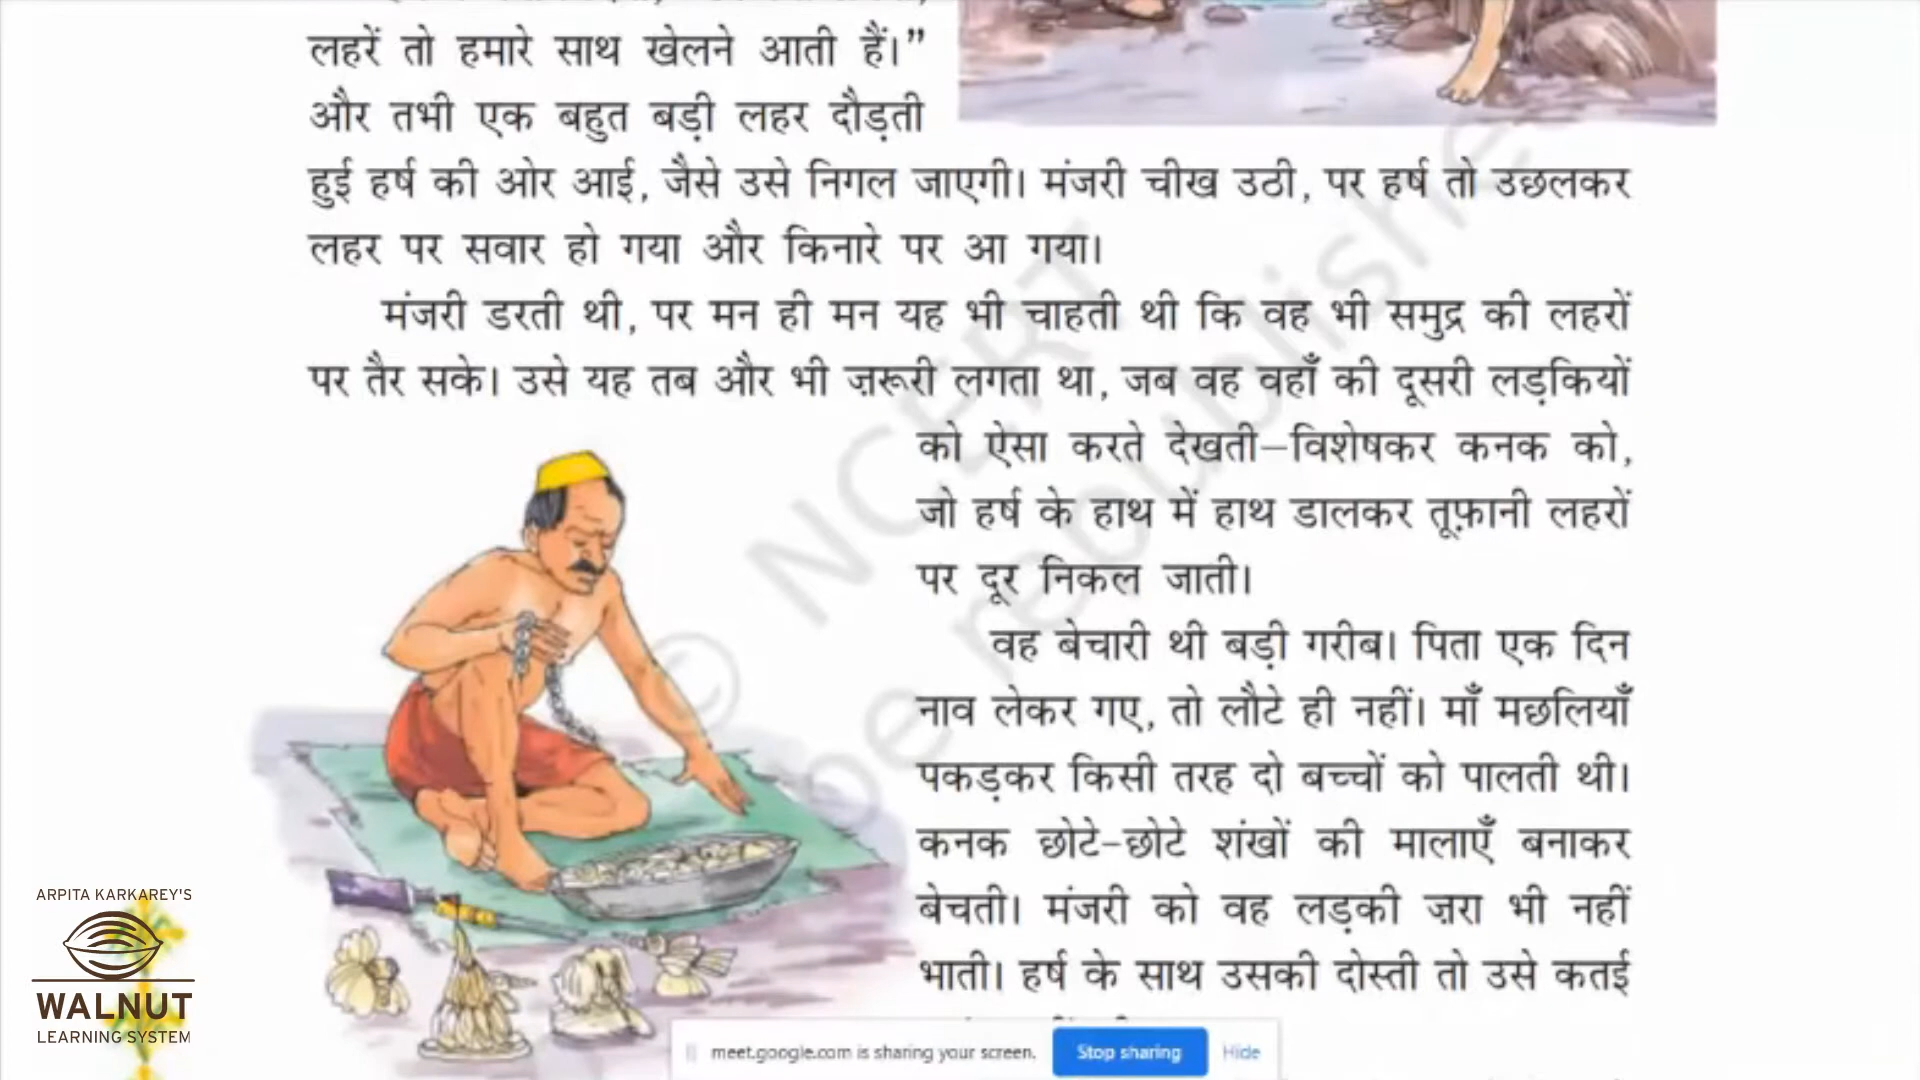 लहरें तो हमारे साथ खेलने आती हैं।”
और तभी एक बहुत बड़ी लहर दौड़ती
हुई हर्ष की ओर आई, जैसे उसे निगल जाएगी। मंजरी चीख उठी, पर हर्ष तो उछलकर
लहर पर सवार हो गया और किनारे पर आ गया।
मंजरी डरती थी, पर मन ही मन यह भी चाहती थी कि वह भी समुद्र की लहरों
पर तैर सके। उसे यह तब और भी ज़रूरी लगता था, जब वह वहाँ की दूसरी लड़कियों
को ऐसा करते देखती–विशेषकर कनक को,
जो हर्ष के हाथ में हाथ डालकर तूफ़ानी लहरों
पर दूर निकल जाती।
वह बेचारी थी बड़ी गरीब। पिता एक दिन
नाव लेकर गए, तो लौटे ही नहीं। माँ मछलियाँ
पकड़कर किसी तरह दो बच्चों को पालती थी।
कनक छोटे-छोटे शंखों की मालाएँ बनाकर
बेचती। मंजरी को वह लड़की ज़रा भी नहीं
भाती। हर्ष के साथ उसकी दोस्ती तो उसे कतई
© NCERT
be republishe
ARPITA KARKAREY'S
WALNUT
LEARNING SYSTEM
meet.google.com is sharing your screen.
Stop sharing
Hide